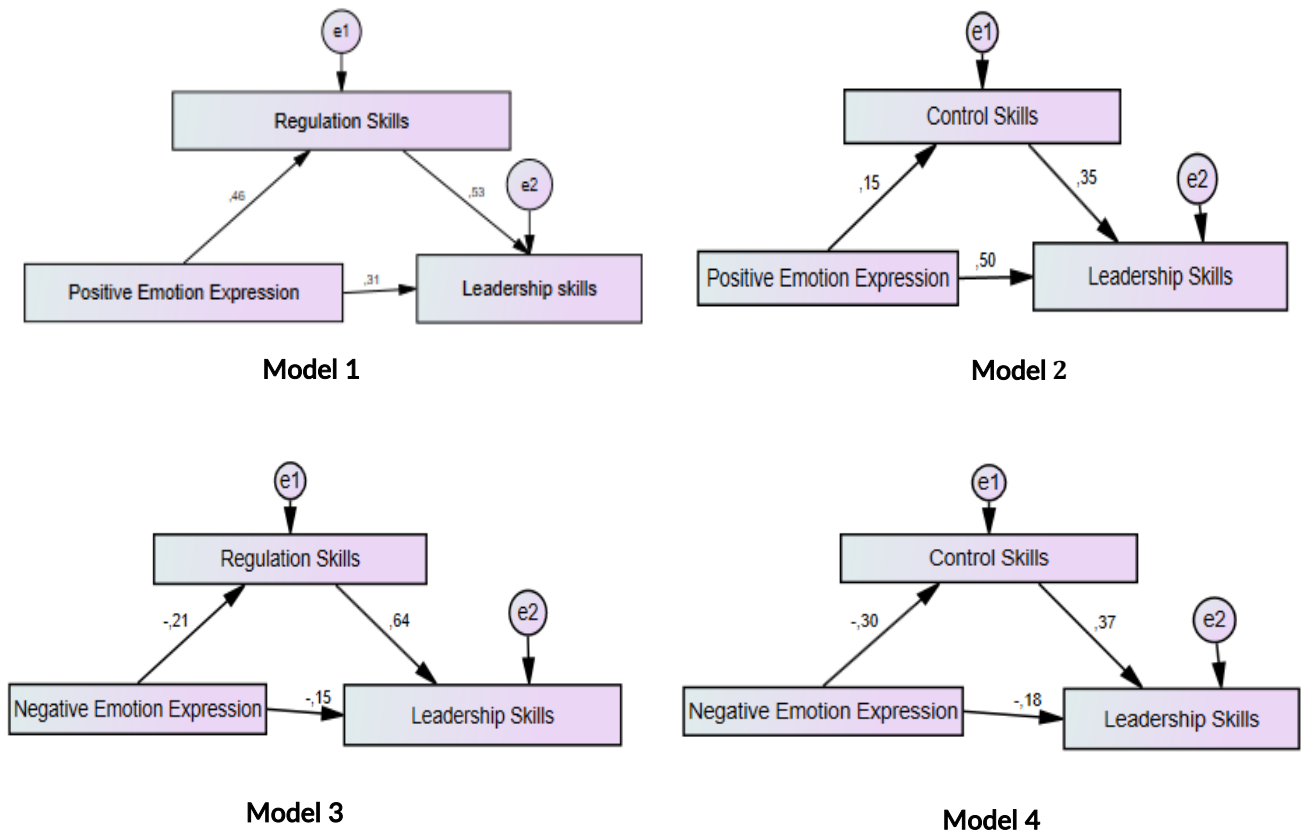 e1
Regulation Skills
,46
,53
e2
Positive Emotion Expression
,31
Leadership skills
Model 1
e1
Control Skills
,15
,35
e2
Positive Emotion Expression
,50
Leadership Skills
Model 2
e1
Regulation Skills
-,21
,64
e2
Negative Emotion Expression
-,15
Leadership Skills
Model 3
e1
Control Skills
-,30
,37
e2
Negative Emotion Expression
-,18
Leadership Skills
Model 4